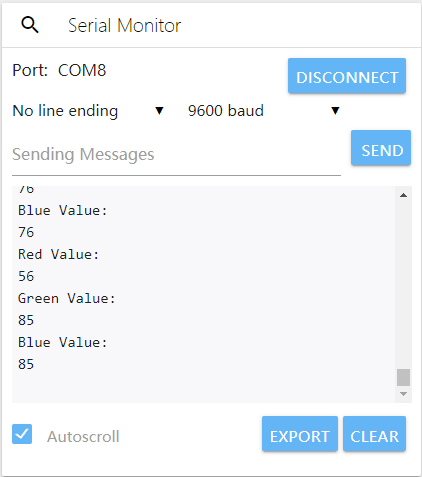 Serial Monitor
Port: COM8
DISCONNECT
No line ending
9600 baud
Sending Messages
SEND
76
Blue Value:
76
Red Value:
56
Green Value:
85
Blue Value:
85
Autoscroll
EXPORT
CLEAR